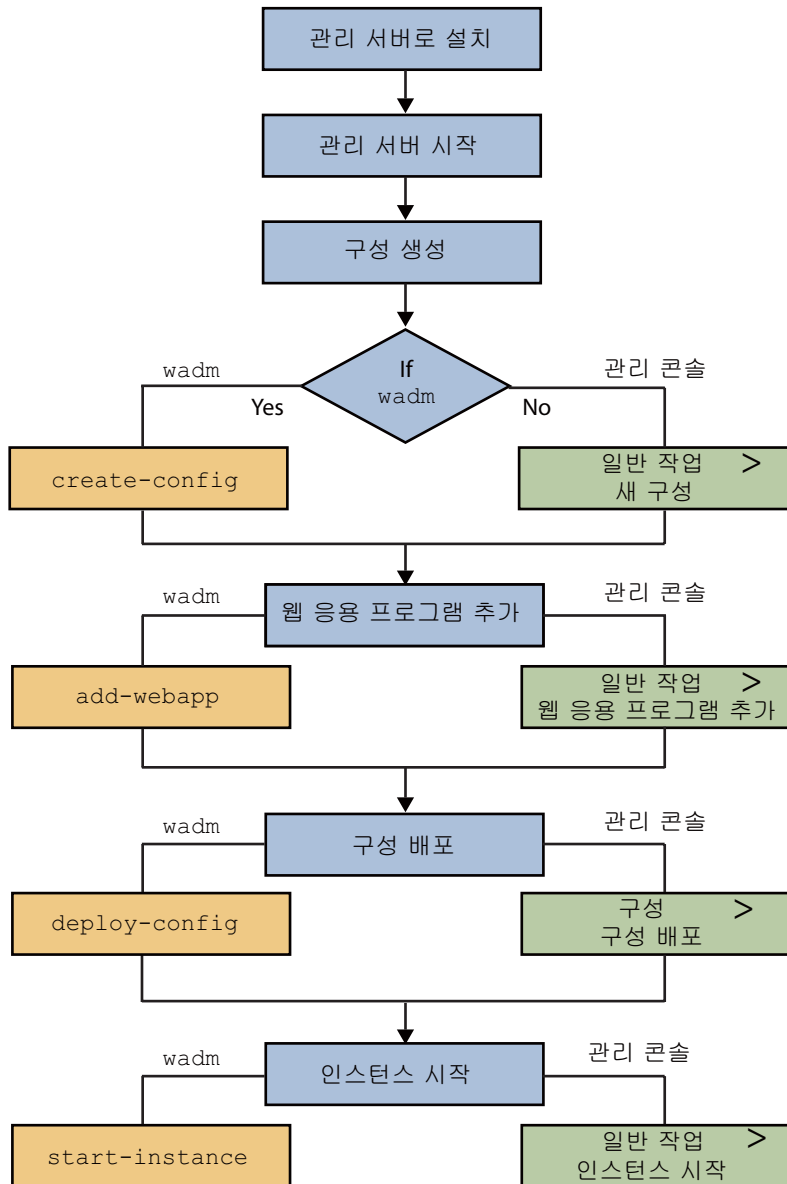 관리 서버로 설치
관리 서버 시작
구성 생성
wadm
If
wadm
관리 콘솔
Yes
No
create-config
일반 작업 >
새 구성
wadm
웹 응용 프로그램 추가
관리 콘솔
add-webapp
일반 작업 >
웹 응용 프로그램 추가
wadm
구성 배포
관리 콘솔
deploy-config
구성 >
구성 배포
wadm
인스턴스 시작
관리 콘솔
start-instance
일반 작업 >
인스턴스 시작